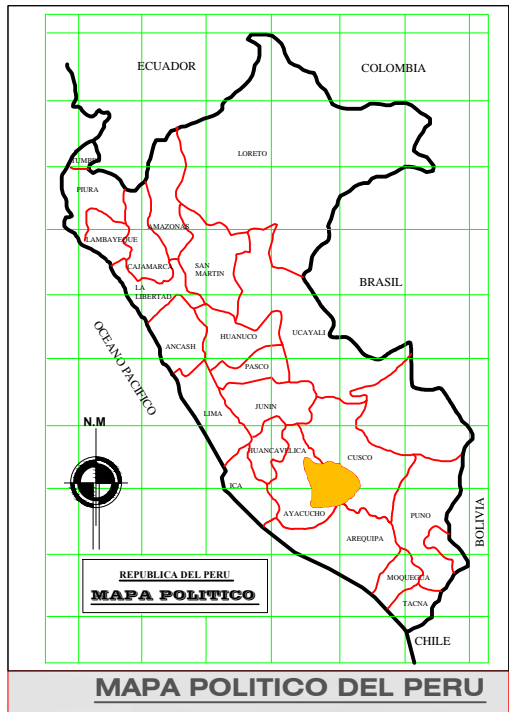 ECUADOR
COLOMBIA
LORETO
TUMBE
PIURA
AMAZONAS
LAMBAYEQUE
CAJAMARCA
SAN
MARTIN
BRASIL
LA
LIBERTAD
OCEANO PACIFICO
HUANUCO
UCAYALI
ANCASH
PASCO
LIMA
JUNIN
N.M
HUANCAVELICA
CUSCO
ICA
AYACUCHO
PUNO
BOLIVIA
AREQUIPA
REPUBLICA DEL PERU
MAPA POLITICO
MOQUEGUA
TACNA
CHILE
MAPA POLITICO DEL PERU